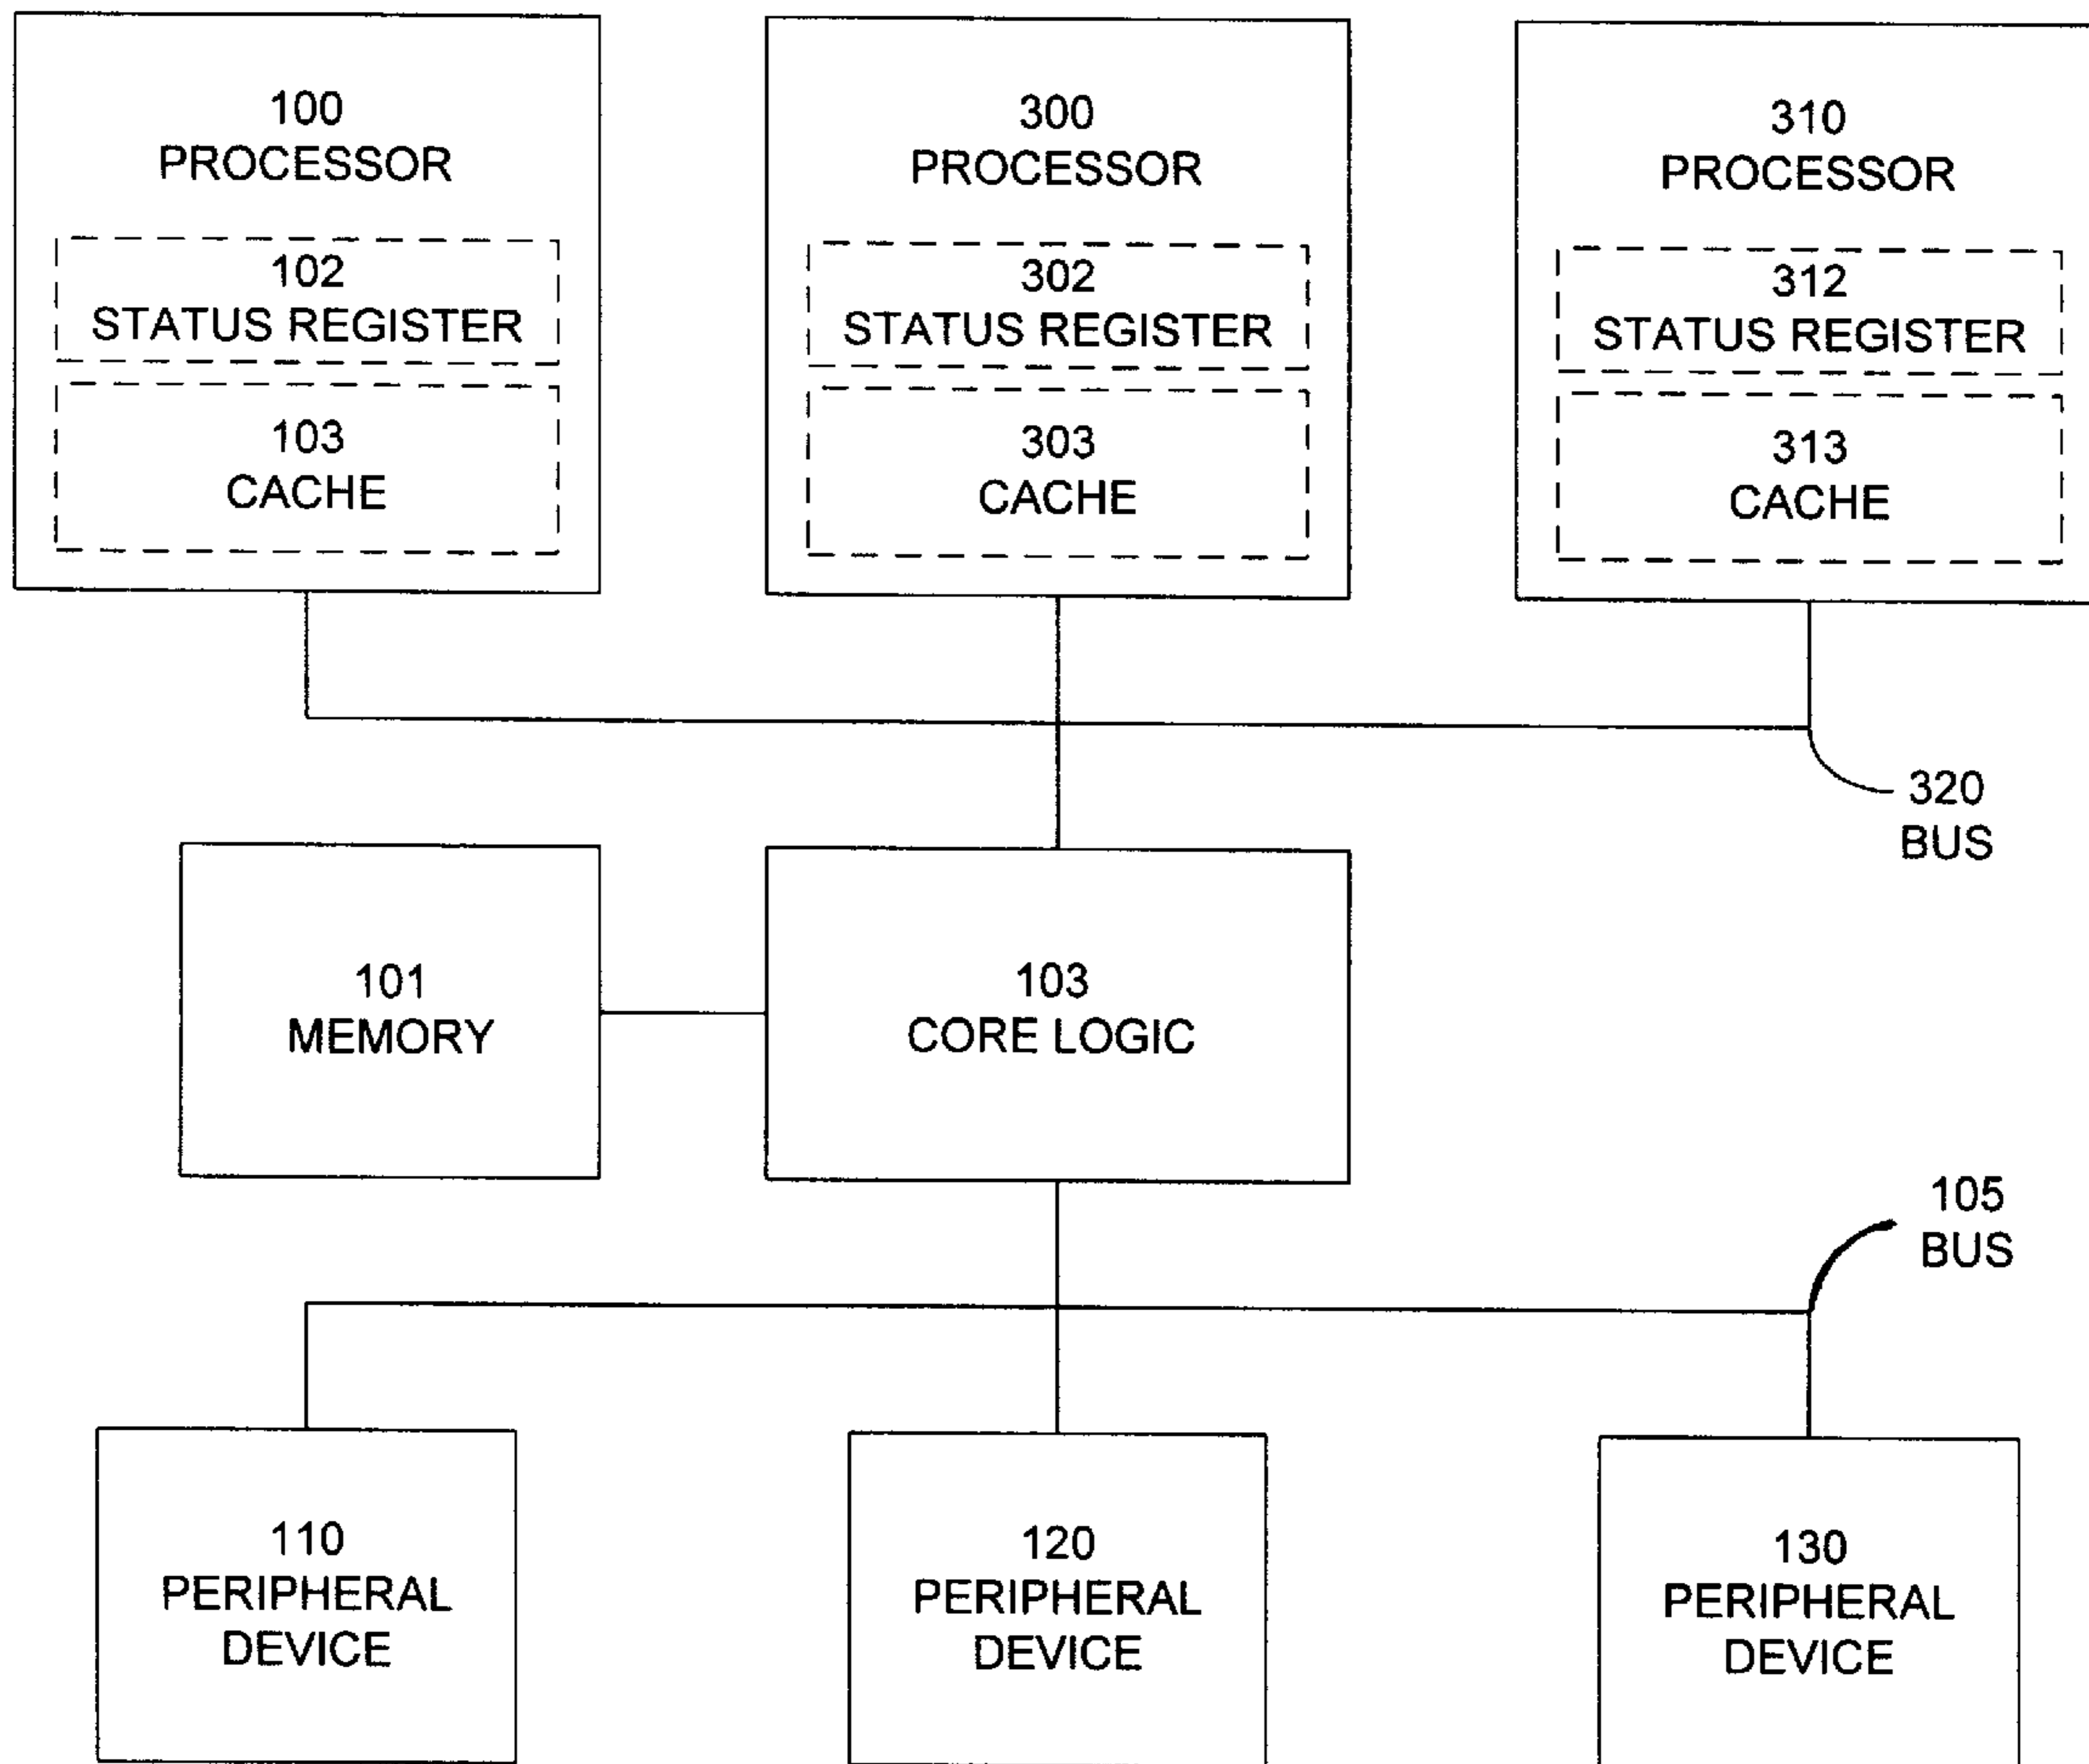 100
PROCESSOR
102
STATUS REGISTER
103
CACHE
300
PROCESSOR
302
STATUS REGISTER
303
CACHE
310
PROCESSOR
312
STATUS REGISTER
313
CACHE
320
BUS
101
MEMORY
103
CORE LOGIC
105
BUS
110
PERIPHERAL
DEVICE
120
PERIPHERAL
DEVICE
130
PERIPHERAL
DEVICE